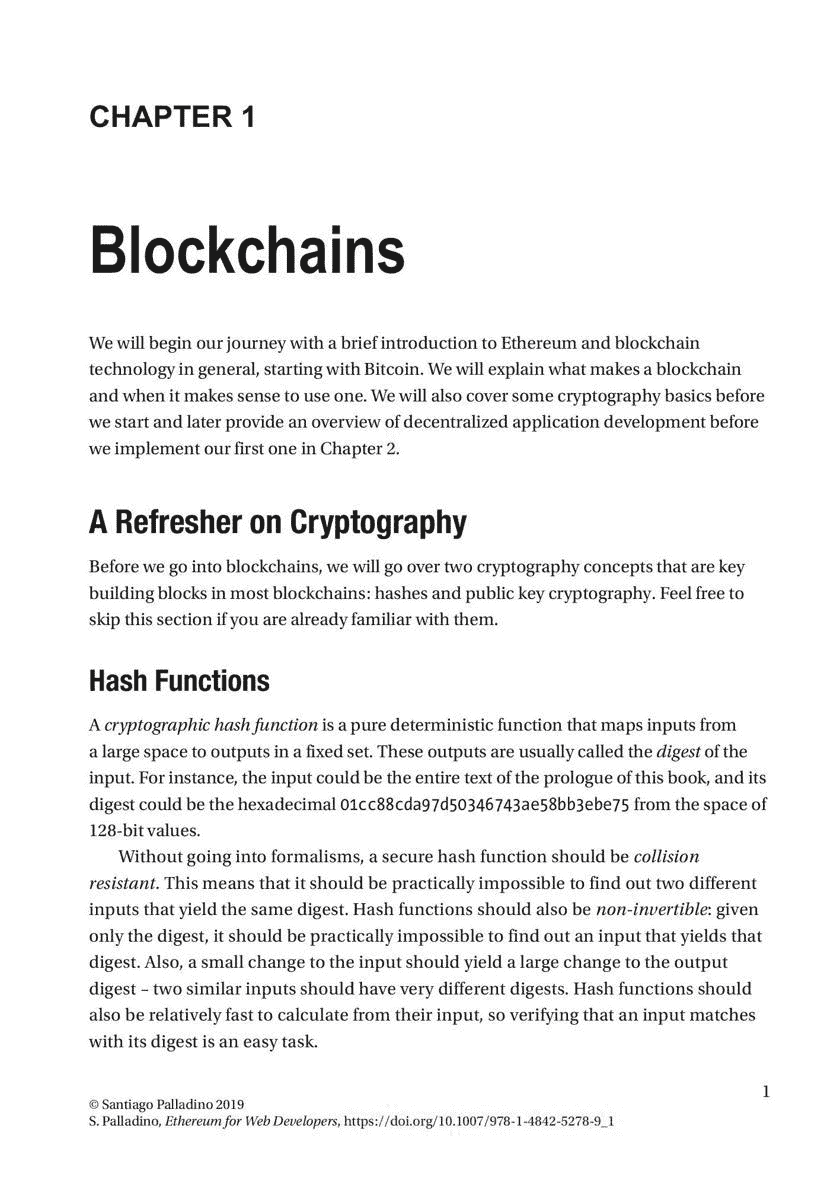 CHAPTER 1
Blockchains
We will begin our journey with a brief introduction to Ethereum and blockchain
technology in general, starting with Bitcoin. We will explain what makes a blockchain
and when it makes sense to use one. We will also cover some cryptography basics before
we start and later provide an overview of decentralized application development before
we implement our first one in Chapter 2.
A Refresher on Cryptography
Before we go into blockchains, we will go over two cryptography concepts that are key
building blocks in most blockchains: hashes and public key cryptography. Feel free to
skip this section if you are already familiar with them.
Hash Functions
A cryptographic hash function is a pure deterministic function that maps inputs from
a large space to outputs in a fixed set. These outputs are usually called the digest of the
input. For instance, the input could be the entire text of the prologue of this book, and its
digest could be the hexadecimal 01cc88cda97d50346743ae58bb3ebe75 from the space of
128-bit values.
Without going into formalisms, a secure hash function should be collision
resistant. This means that it should be practically impossible to find out two different
inputs that yield the same digest. Hash functions should also be non-invertible: given
only the digest, it should be practically impossible to find out an input that yields that
digest. Also, a small change to the input should yield a large change to the output
digest – two similar inputs should have very different digests. Hash functions should
also be relatively fast to calculate from their input, so verifying that an input matches
with its digest is an easy task.
1
© Santiago Palladino 2019
S. Palladino, Ethereum for Web Developers, https://doi.org/10.1007/978-1-4842-5278-9_1